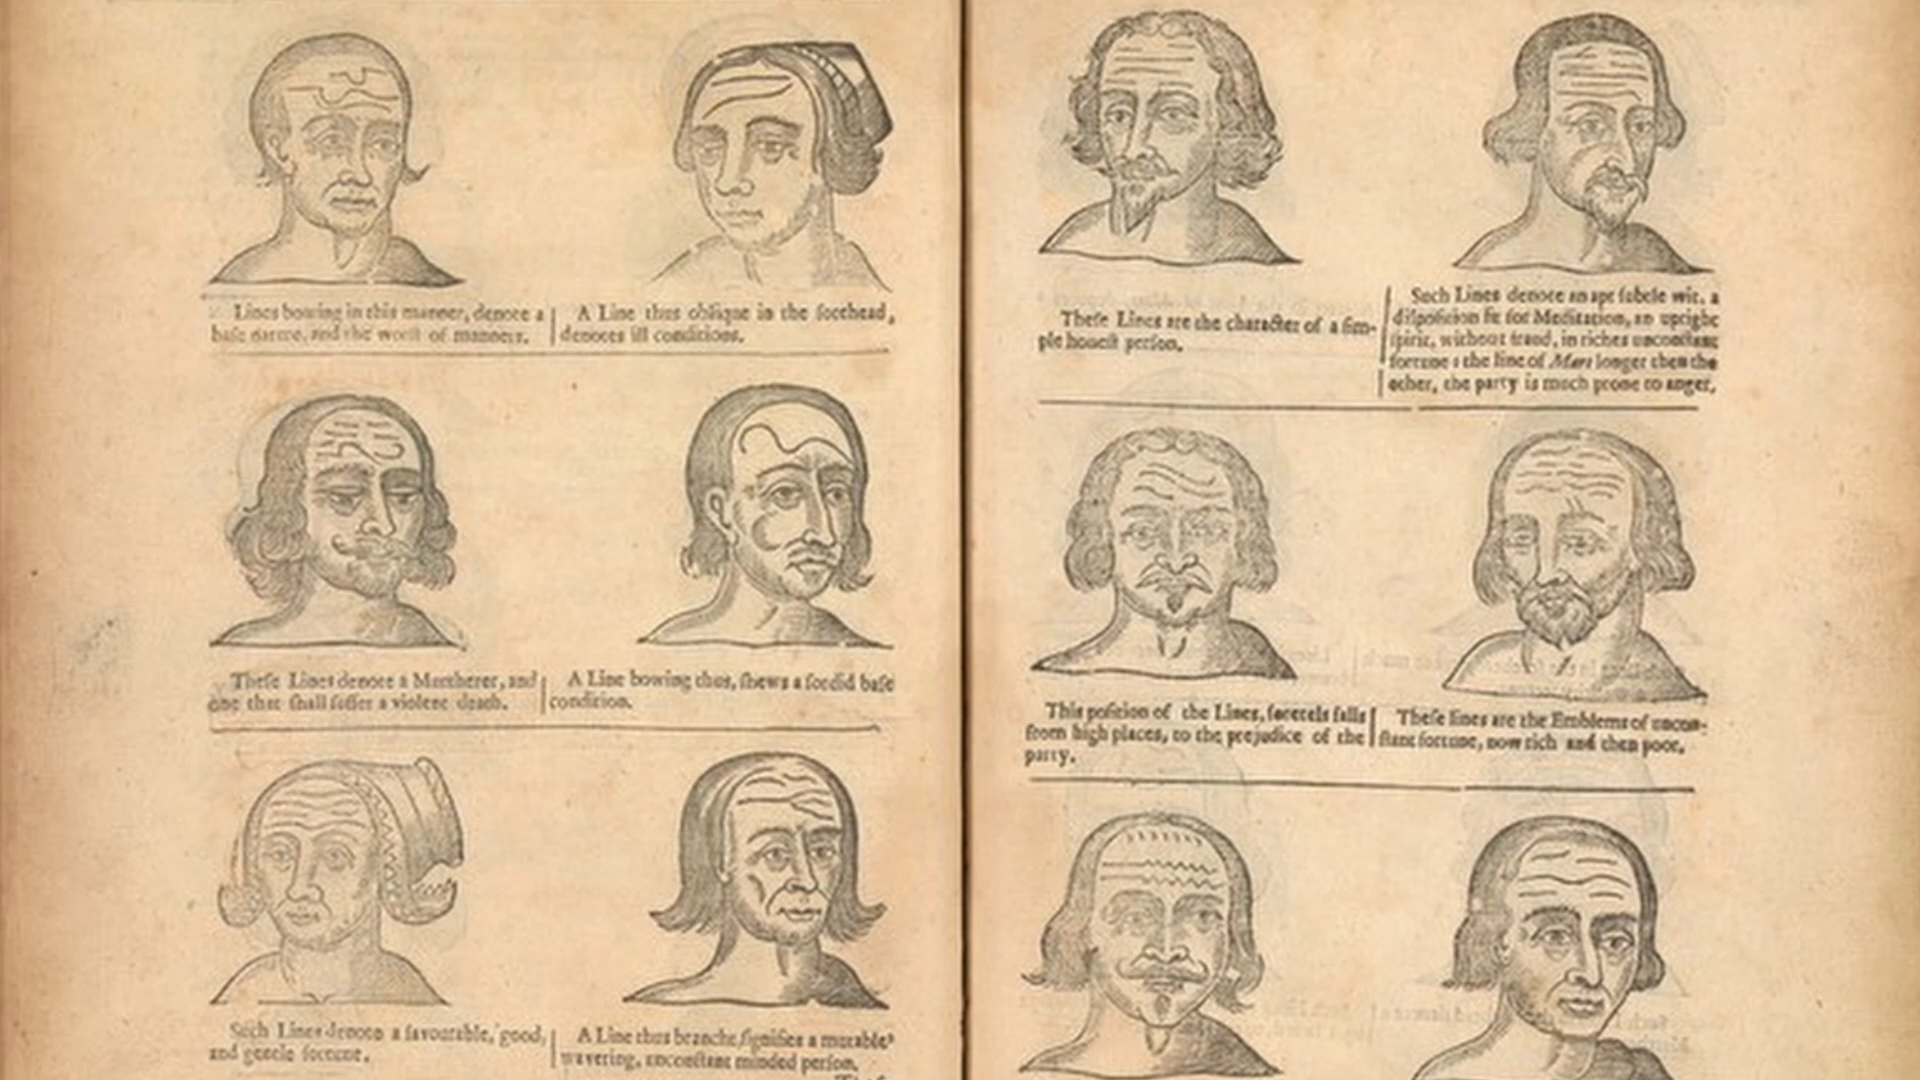 Lines bowing in this manner, denote a
baſe nature, and the worſt of manners.
A Line thus oblique in the forehead,
denotes ill conditions.
Theſe Lines denote a Murtherer, and
one that ſhall ſuffer a violent death.
A Line bowing thus, ſhews a ſordid baſe
condition.
Such Lines denote a favourable, good,
and gentle fortune.
A Line thus branche ſignifies a mutable
wavering, unconſtant minded perſon.
Theſe Lines are the character of a ſim-
ple honeſt perſon.
Such Lines denote an apt ſubtle wit, a
diſpoſition fit for Meditation, an upright
ſpirit, without fraud, in riches unconſtant
fortune : the line of Mars longer then the
other, the party is much prone to anger.
This poſition of the Lines, foretels falls
from high places, to the prejudice of the
party.
Theſe lines are the Emblems of uncon-
ſtant fortune, now rich and then poor.